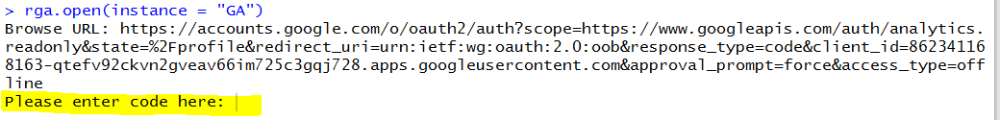 > rga.open(instance = "GA")
Browse URL: https://accounts.google.com/o/oauth2/auth?scope=https://www.googleapis.com/auth/analytics.
readonly&state=%2Fprofile&redirect_uri=urn:ietf:wg:oauth:2.0:oob&response_type=code&client_id=86234116
8163-qtefv92ckvn2gveav66im725c3gqj728.apps.googleusercontent.com&approval_prompt=force&access_type=off
line
Please enter code here: